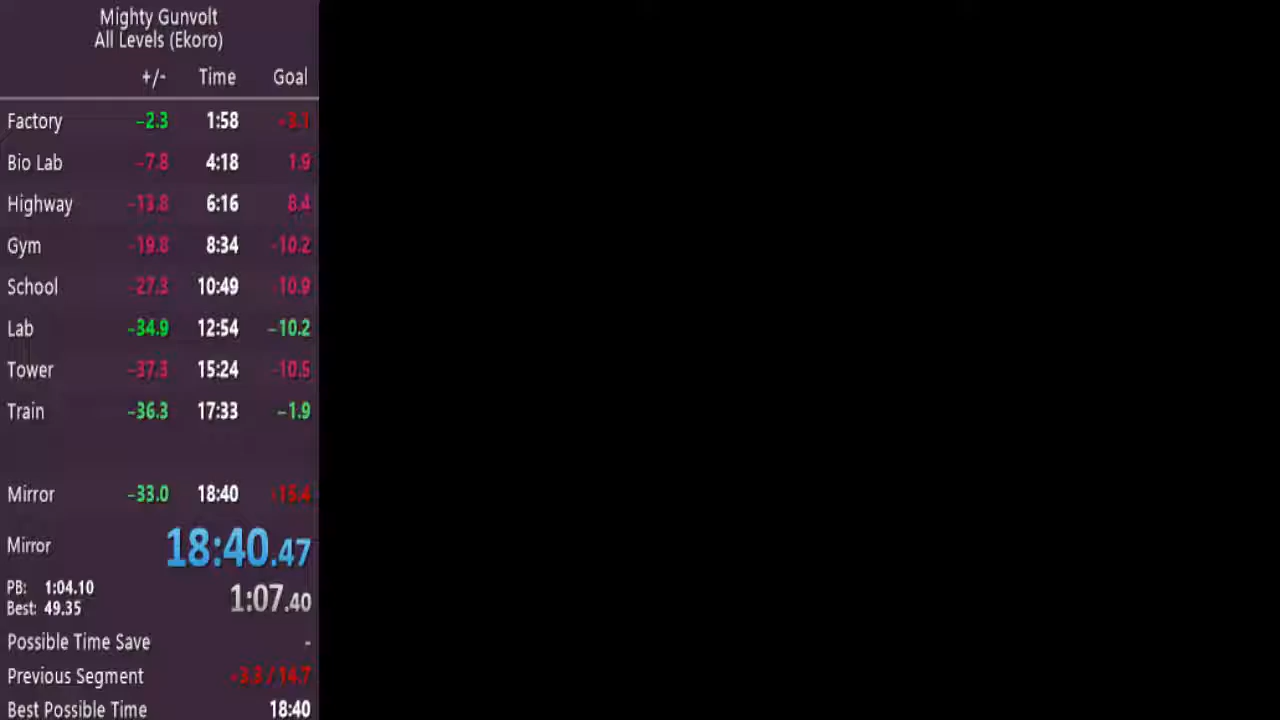 Mighty Gunvolt
All Levels (Ekoro)
+/- Time Goal
Factory −2.3 1:58 +3.1
Bio Lab −7.8 4:18 1.9
Highway −13.8 6:16 8.4
Gym −19.8 8:34 -10.2
School −27.3 10:49 -10.9
Lab −34.9 12:54 −10.2
Tower −37.3 15:24 -10.5
Train −36.3 17:33 −1.9
Mirror −33.0 18:40 +15.4
Mirror 18:40.47
PB: 1:04.10
Best: 49.35
1:07.40
Possible Time Save -
Previous Segment +3.3 / 14.7
Best Possible Time 18:40